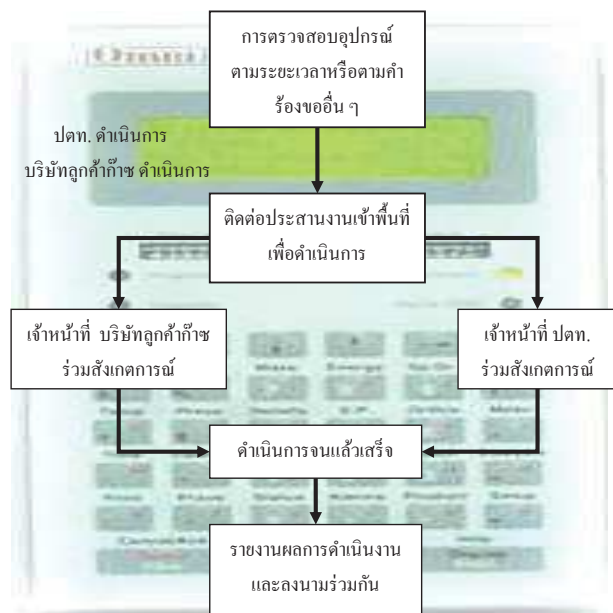 การตรวจสอบอุปกรณ์
ตามระยะเวลาหรือตามคำ
ร้องขออื่น ๆ
Omni
ปตท. ดำเนินการ
บริษัทลูกค้าก๊าซ ดำเนินการ
ติดต่อประสานงานเข้าพื้นที่
เพื่อดำเนินการ
เจ้าหน้าที่ บริษัทลูกค้าก๊าซ
ร่วมสังเกตการณ์
เจ้าหน้าที่ ปตท.
ร่วมสังเกตการณ์
Mass Energy
ดำเนินการจนแล้วเสร็จ
รายงานผลการดำเนินงาน
และลงนามร่วมกัน